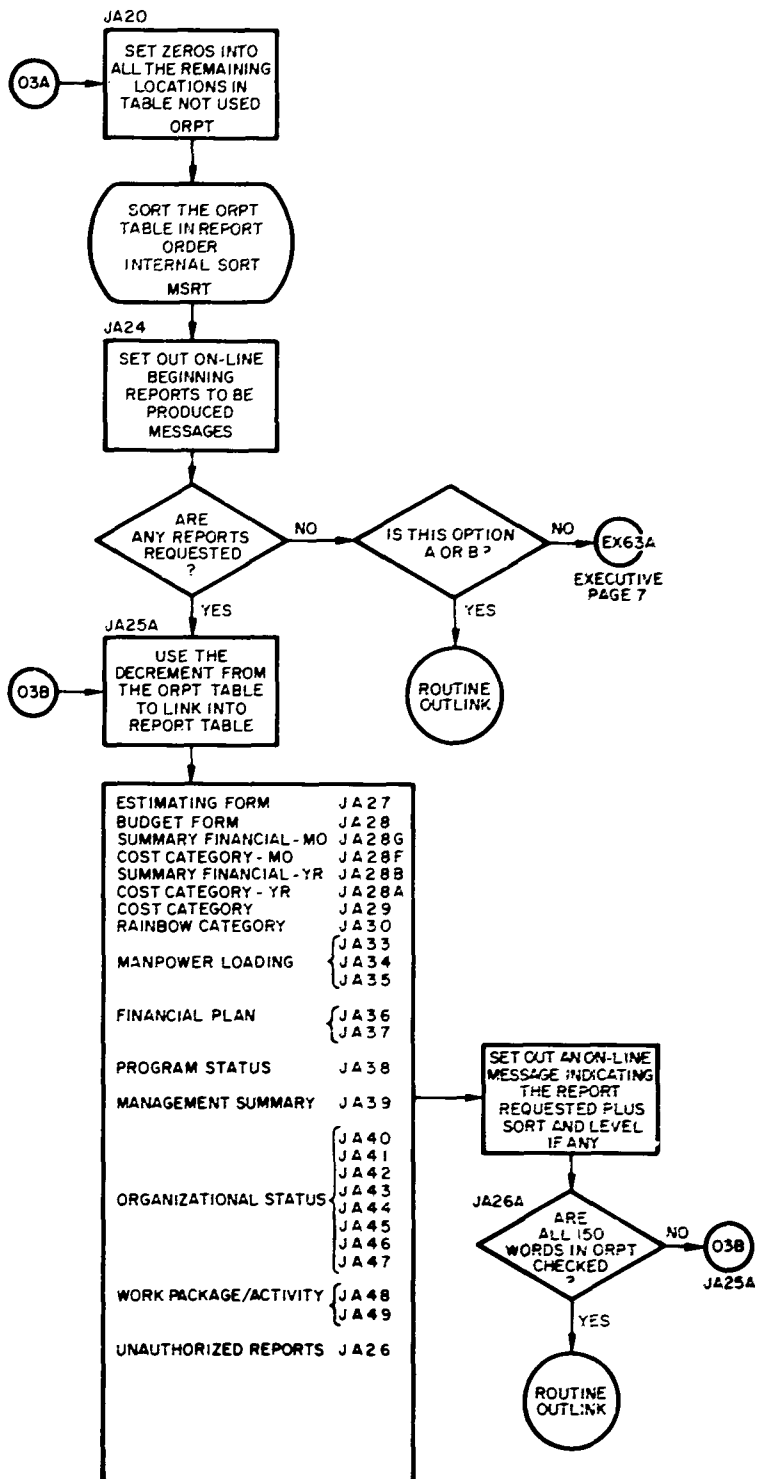 JA20
03A
SET ZEROS INTO
ALL THE REMAINING
LOCATIONS IN
TABLE NOT USED
ORPT
SORT THE ORPT
TABLE IN REPORT
ORDER
INTERNAL SORT
MSRT
JA24
SET OUT ON-LINE
BEGINNING
REPORTS TO BE
PRODUCED
MESSAGES
ARE
ANY REPORTS
REQUESTED
?
NO
IS THIS OPTION
A OR B?
NO
EX63A
EXECUTIVE
PAGE 7
YES
YES
ROUTINE
OUTLINK
JA25A
03B
USE THE
DECREMENT FROM
THE ORPT TABLE
TO LINK INTO
REPORT TABLE
ESTIMATING FORM JA27
BUDGET FORM JA28
SUMMARY FINANCIAL-MO JA28G
COST CATEGORY-MO JA28F
SUMMARY FINANCIAL-YR JA28B
COST CATEGORY-YR JA28A
COST CATEGORY JA29
RAINBOW CATEGORY JA30
JA33
MANPOWER LOADING JA34
JA35
FINANCIAL PLAN JA36
JA37
PROGRAM STATUS JA38
MANAGEMENT SUMMARY JA39
JA40
JA41
JA42
ORGANIZATIONAL STATUS JA43
JA44
JA45
JA46
JA47
WORK PACKAGE/ACTIVITY JA48
JA49
UNAUTHORIZED REPORTS JA26
SET OUT AN ON-LINE
MESSAGE INDICATING
THE REPORT
REQUESTED PLUS
SORT AND LEVEL
IF ANY
JA26A
ARE
ALL 150
WORDS IN ORPT
CHECKED
?
NO
03B
JA25A
YES
ROUTINE
OUTLINK